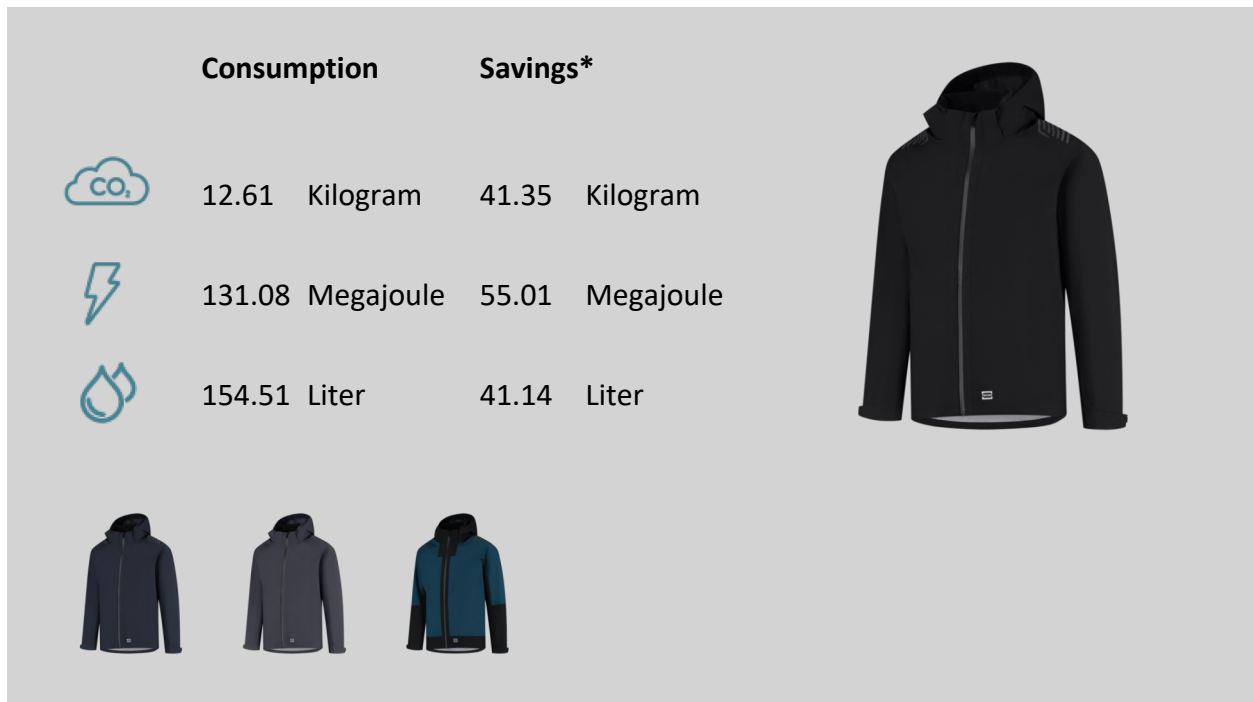 Consumption Savings*
CO₂
12.61 Kilogram 41.35 Kilogram
131.08 Megajoule 55.01 Megajoule
154.51 Liter 41.14 Liter